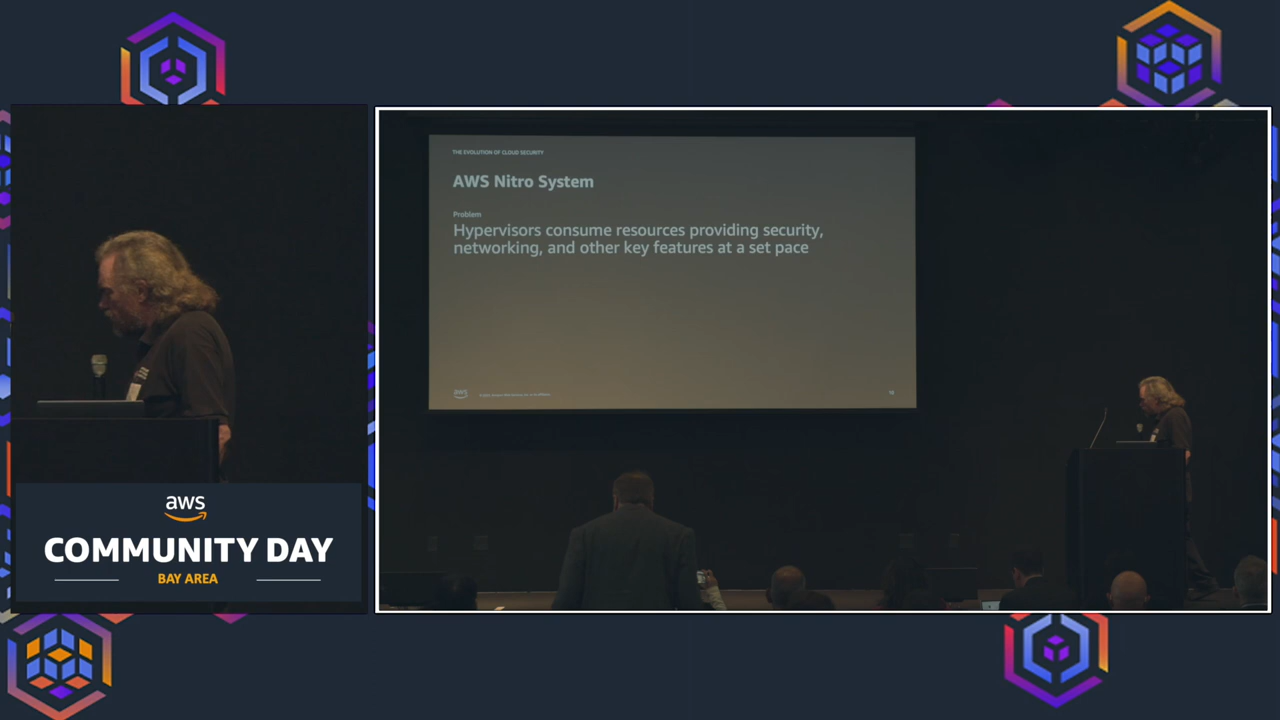 THE EVOLUTION OF CLOUD SECURITY
AWS Nitro System
Problem
Hypervisors consume resources providing security,
networking, and other key features at a set pace
aws
aws
COMMUNITY DAY
BAY AREA